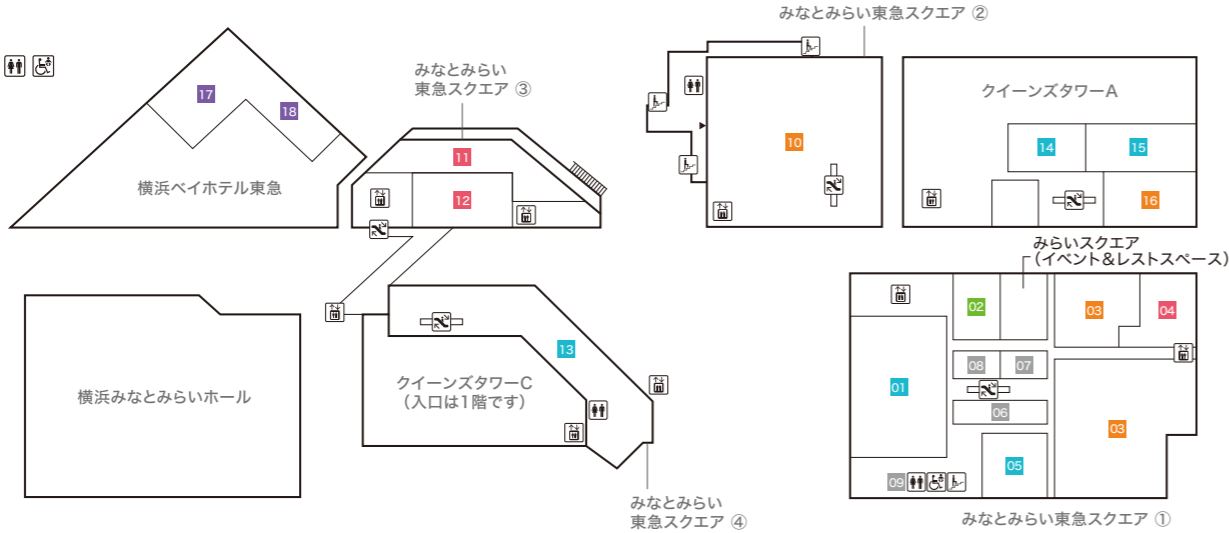 みなとみらい東急スクエア ②
みなとみらい
東急スクエア ③
17
18
横浜ベイホテル東急
11
12
10
クイーンズタワーA
14
15
16
みらいスクエア
（イベント&レストスペース）
横浜みなとみらいホール
13
クイーンズタワーC
（入口は1階です）
みなとみらい
東急スクエア ④
02
03
04
01
08
07
06
03
05
09
みなとみらい東急スクエア ①